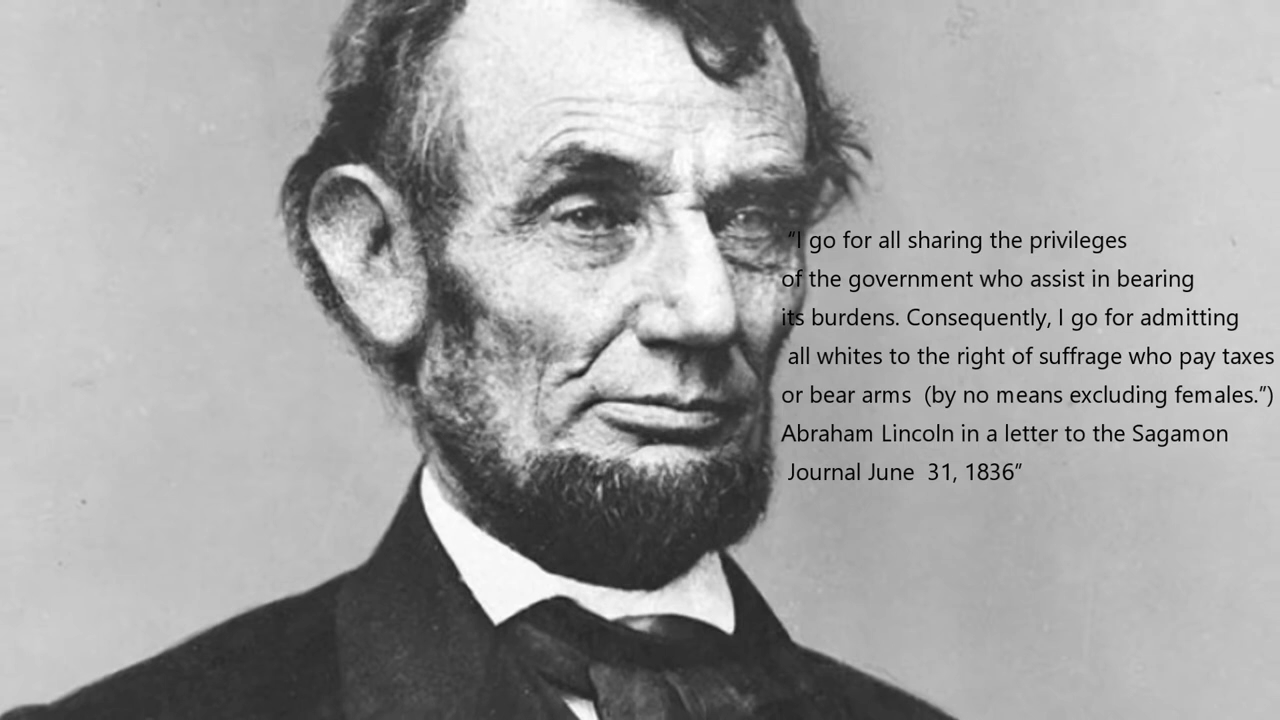 “I go for all sharing the privileges
of the government who assist in bearing
its burdens. Consequently, I go for admitting
all whites to the right of suffrage who pay taxes
or bear arms  (by no means excluding females.”)
Abraham Lincoln in a letter to the Sagamon
Journal June  31, 1836”